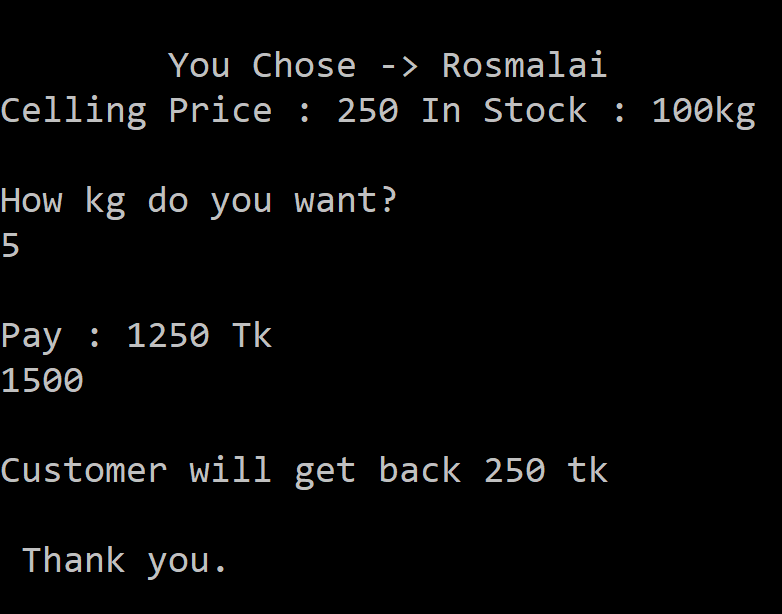 You Chose -> Rosmalai
Celling Price : 250 In Stock : 100kg
How kg do you want?
5
Pay : 1250 Tk
1500
Customer will get back 250 tk
Thank you.